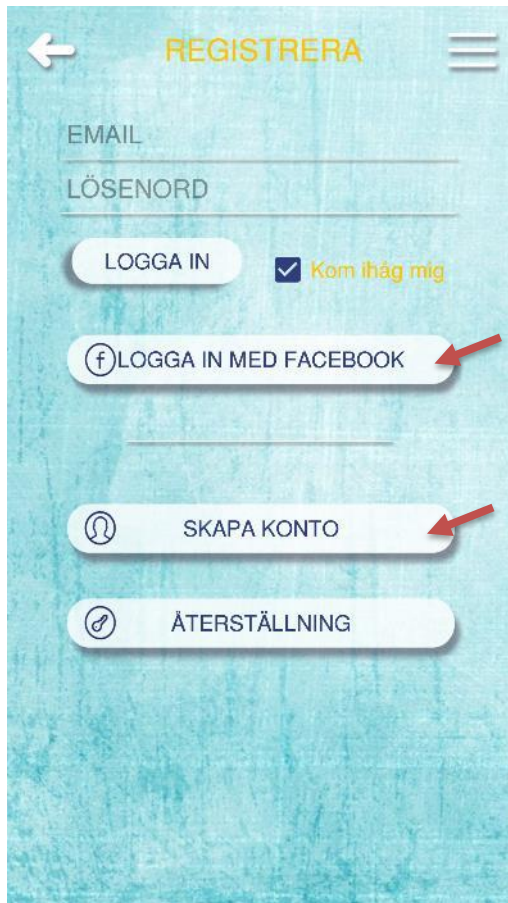 REGISTRERA
EMAIL
LÖSENORD
LOGGA IN
Kom ihåg mig
LOGGA IN MED FACEBOOK
SKAPA KONTO
ÅTERSTÄLLNING